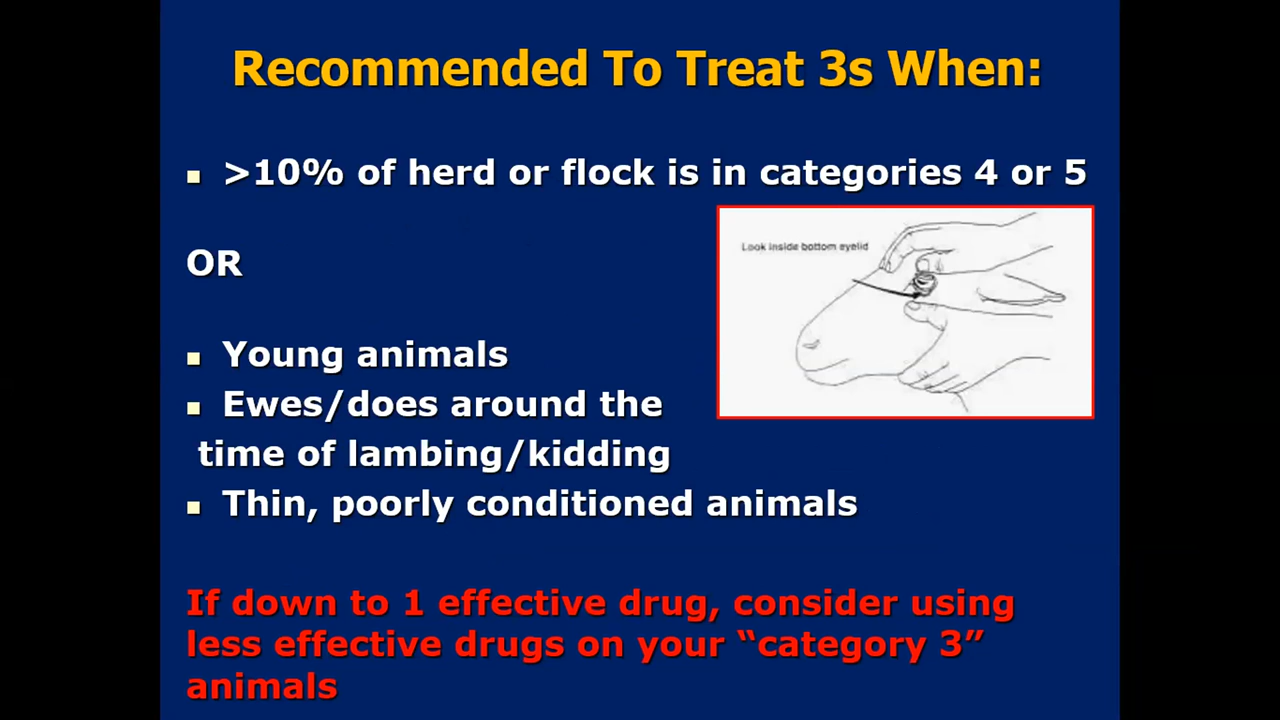 Recommended To Treat 3s When:
>10% of herd or flock is in categories 4 or 5
Look inside bottom eyelid
OR
Young animals
Ewes/does around the
time of lambing/kidding
Thin, poorly conditioned animals
If down to 1 effective drug, consider using
less effective drugs on your “category 3”
animals